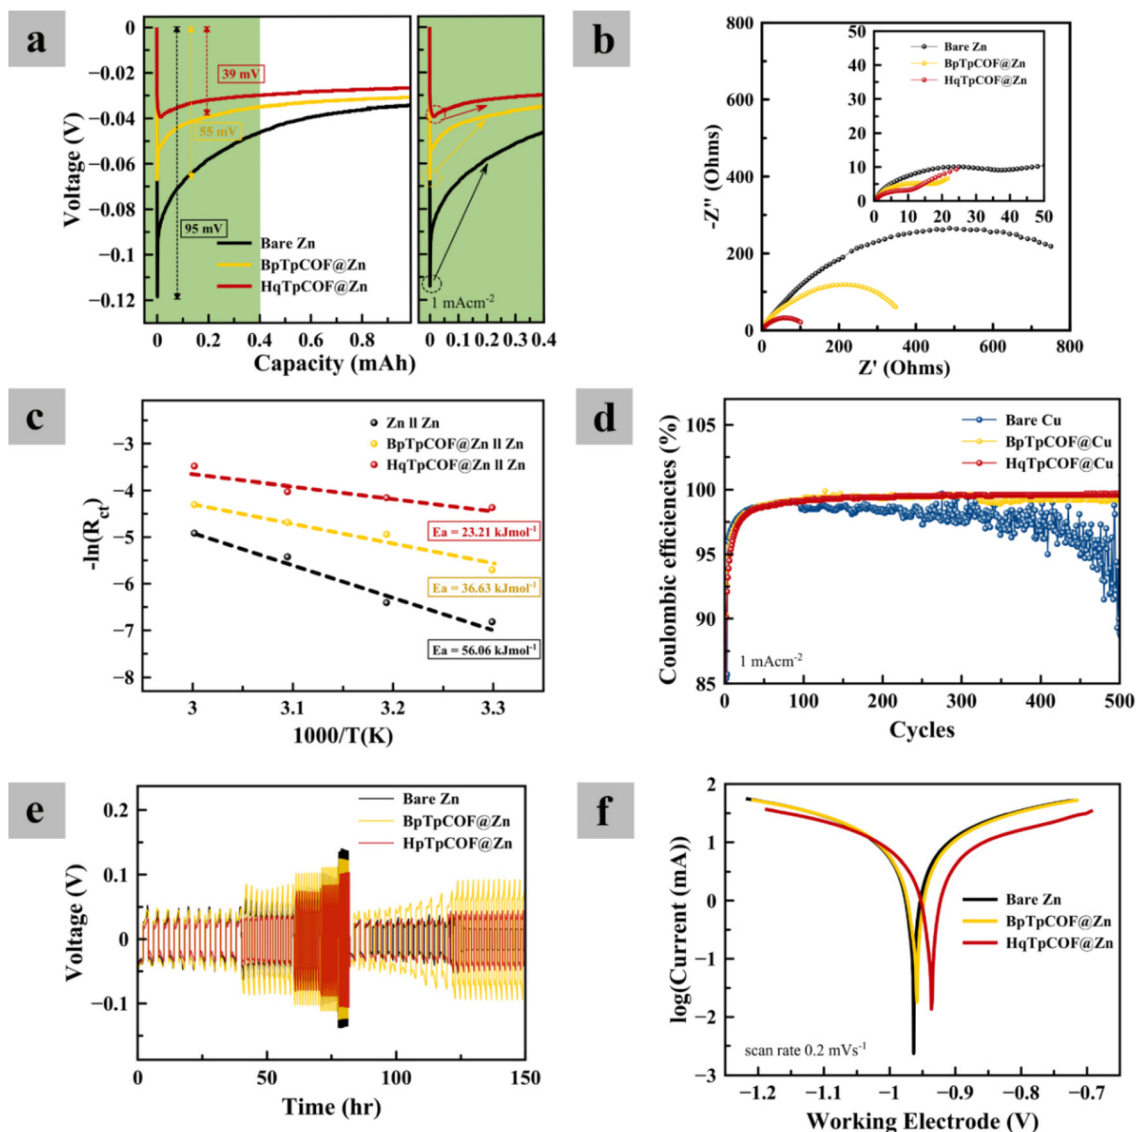 a
0
−0.02
−0.04
−0.06
−0.08
−0.1
−0.12
Voltage (V)
39 mV
55 mV
95 mV
Bare Zn
BpTpCOF@Zn
HqTpCOF@Zn
0 0.2 0.4 0.6 0.8
Capacity (mAh)
1 mAcm-2
0 0.1 0.2 0.3 0.4
b
800
600
400
200
0
-Z'' (Ohms)
50
40
30
20
10
0
Bare Zn
BpTpCOF@Zn
HqTpCOF@Zn
0 10 20 30 40 50
0 200 400 600 800
Z' (Ohms)
c
−3
−4
−5
−6
−7
−8
-ln(Rct)
Zn ll Zn
BpTpCOF@Zn ll Zn
HqTpCOF@Zn ll Zn
Ea = 23.21 kJmol-1
Ea = 36.63 kJmol-1
Ea = 56.06 kJmol-1
3 3.1 3.2 3.3
1000/T(K)
d
105
100
95
90
85
Coulombic efficiencies (%)
Bare Cu
BpTpCOF@Cu
HqTpCOF@Cu
1 mAcm-2
0 100 200 300 400 500
Cycles
e
0.2
0.1
0
−0.1
Voltage (V)
Bare Zn
BpTpCOF@Zn
HpTpCOF@Zn
0 50 100 150
Time (hr)
f
2
1
0
−1
−2
−3
log(Current (mA))
Bare Zn
BpTpCOF@Zn
HqTpCOF@Zn
scan rate 0.2 mVs-1
−1.2 −1.1 −1 −0.9 −0.8 −0.7
Working Electrode (V)